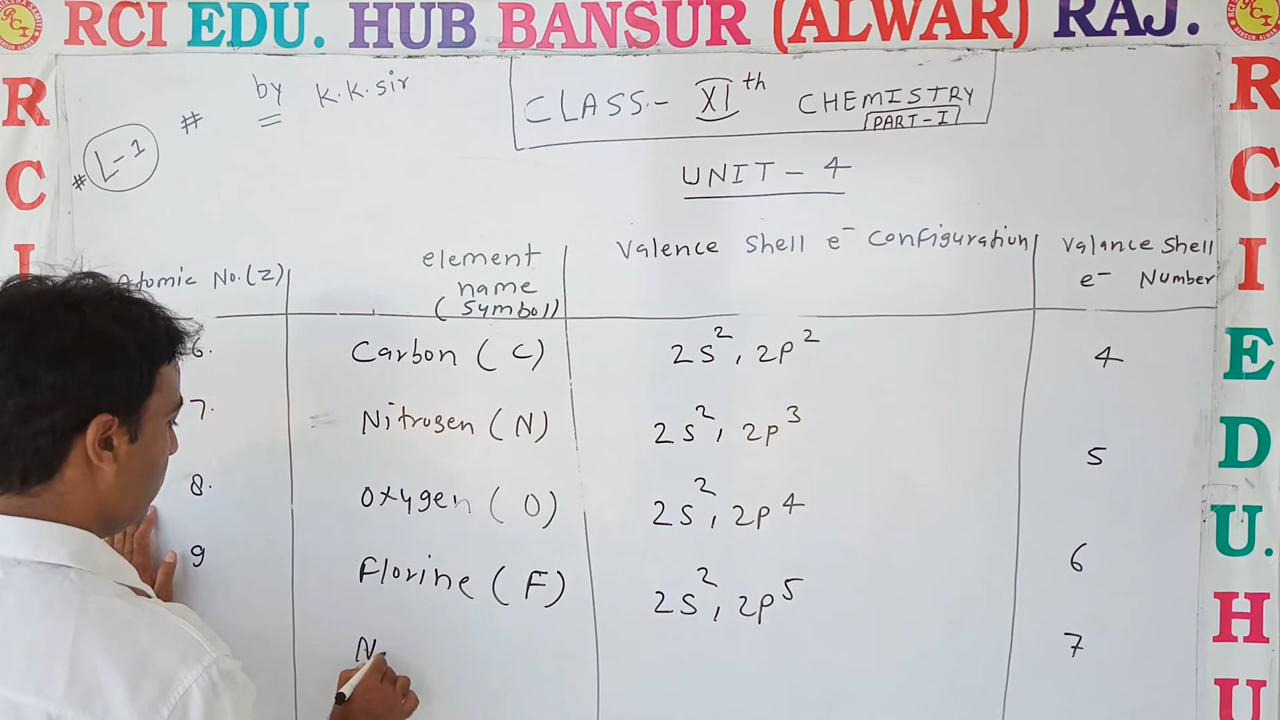 RCI EDU. HUB BANSUR (ALWAR) RAJ.
R
C
I
# by K.K.sir
# L-1
CLASS- XIth CHEMISTRY
PART-I
UNIT-4
Atomic No.(Z)
element
name
(Symbol)
Valence Shell e- Configuration
Valance Shell
e- Number
6. Carbon (C) 2S², 2p² 4
7. Nitrogen (N) 2S², 2p³ 5
8. Oxygen (O) 2S², 2p⁴ 6
9 Florine (F) 2S², 2p⁵ 7
N
R
C
I
E
D
U.
H
U